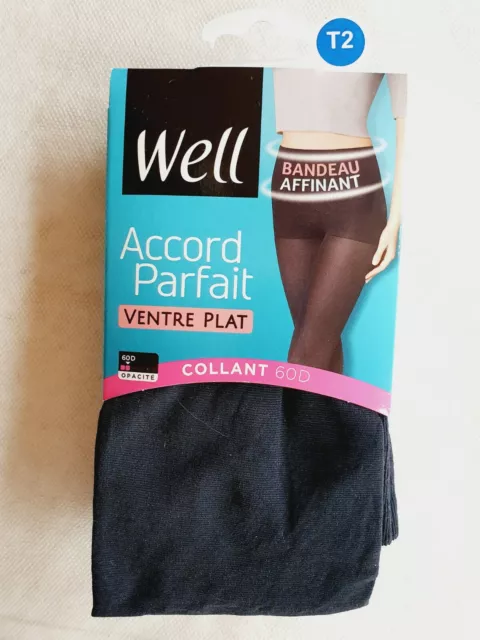 T2
Well
BANDEAU
AFFINANT
Accord
Parfait
VENTRE PLAT
60D
OPACITÉ
COLLANT 60D